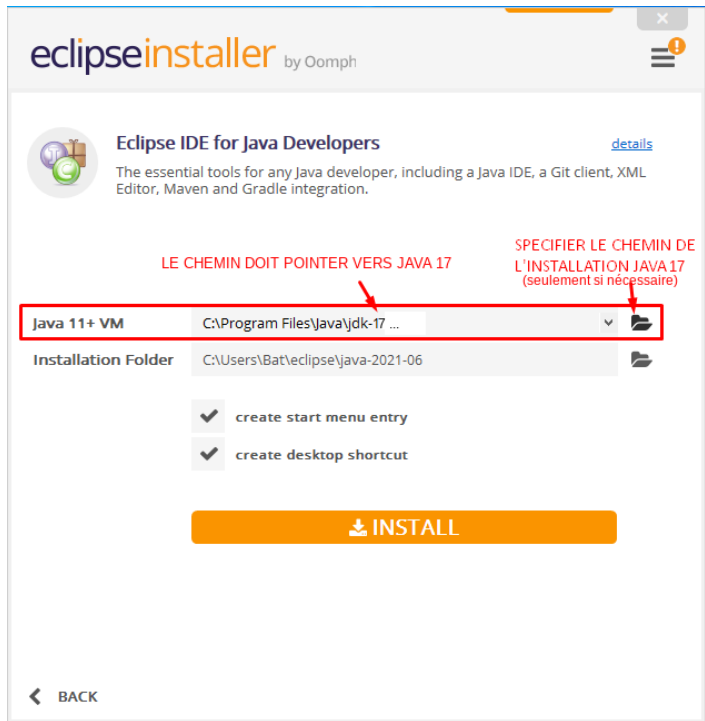 eclipseinstaller by Oomph
Eclipse IDE for Java Developers
details
The essential tools for any Java developer, including a Java IDE, a Git client, XML
Editor, Maven and Gradle integration.
LE CHEMIN DOIT POINTER VERS JAVA 17
SPECIFIER LE CHEMIN DE
L'INSTALLATION JAVA 17
(seulement si nécessaire)
Java 11+ VM
C:\Program Files\Java\jdk-17 ...
Installation Folder
C:\Users\Bat\eclipse\java-2021-06
create start menu entry
create desktop shortcut
INSTALL
BACK